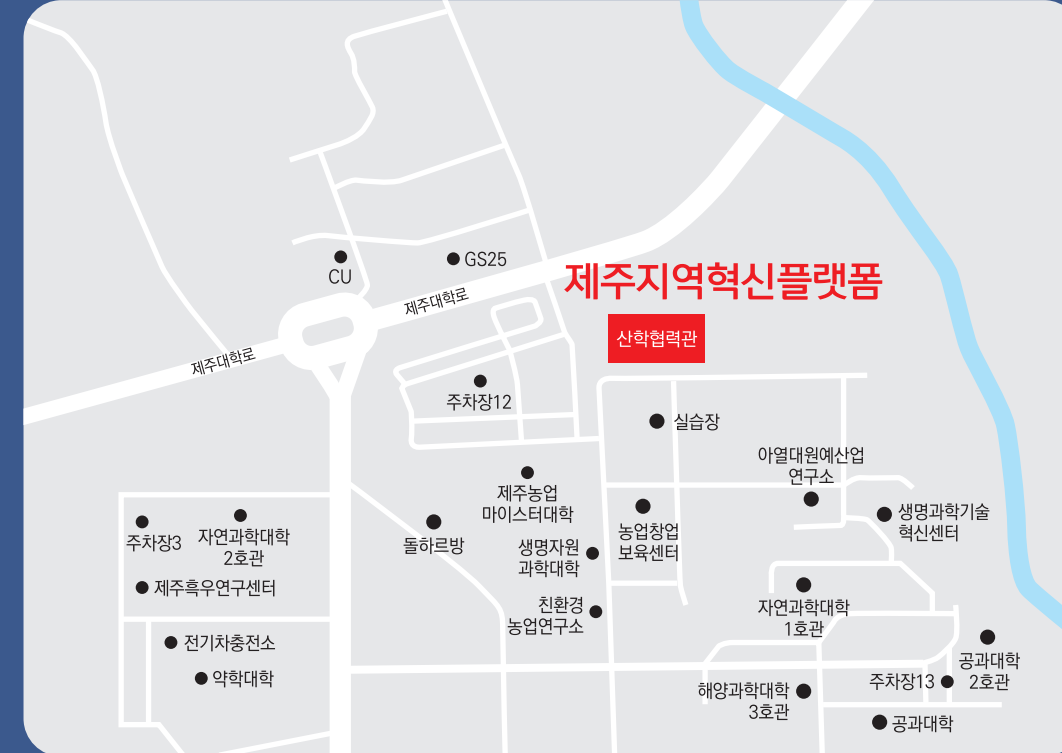 CU
GS25
제주대학로
제주대학로
제주지역혁신플랫폼
산학협력관
주차장12
실습장
아열대원예산업
연구소
제주농업
마이스터대학
생명과학기술
혁신센터
돌하르방
농업창업
보육센터
주차장3
자연과학대학
2호관
생명자원
과학대학
제주흑우연구센터
친환경
농업연구소
자연과학대학
1호관
전기차충전소
약학대학
공과대학
2호관
주차장13
해양과학대학
3호관
공과대학